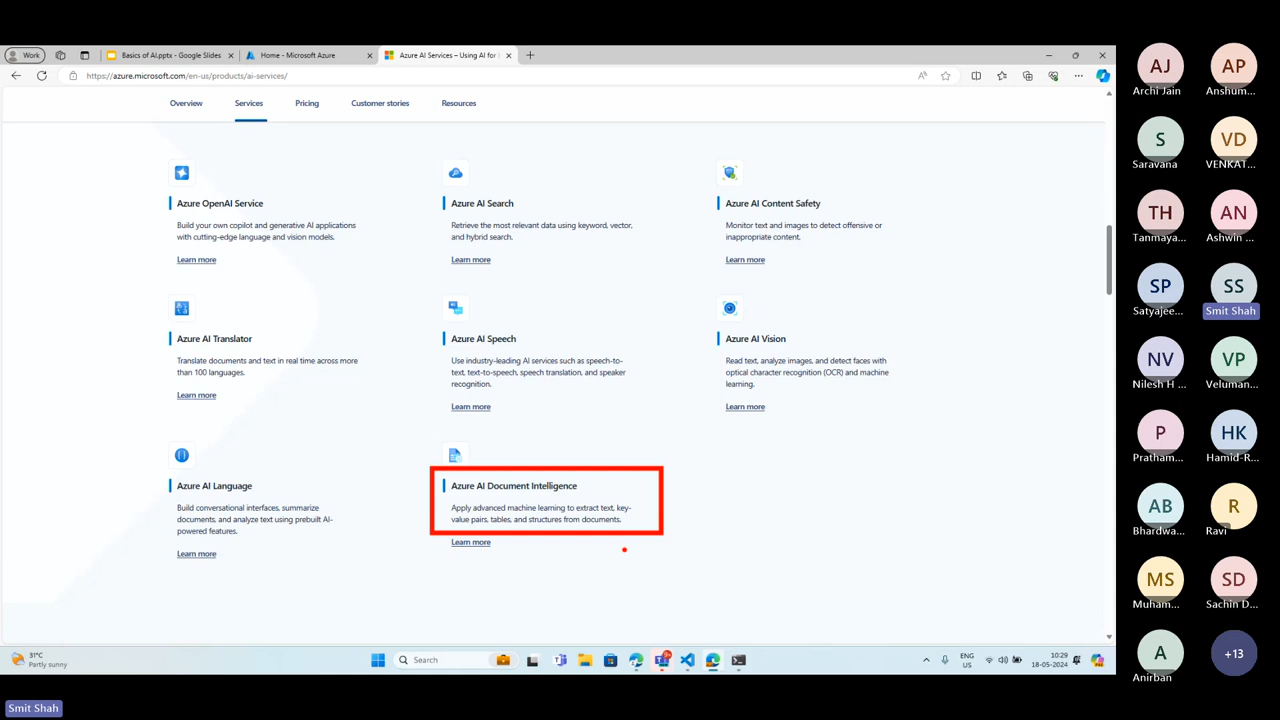 Work
Basics of AI.pptx - Google Slides
Home - Microsoft Azure
Azure AI Services – Using AI for
https://azure.microsoft.com/en-us/products/ai-services/
Overview
Services
Pricing
Customer stories
Resources
Azure OpenAI Service
Build your own copilot and generative AI applications
with cutting-edge language and vision models.
Learn more
Azure AI Search
Retrieve the most relevant data using keyword, vector,
and hybrid search.
Learn more
Azure AI Content Safety
Monitor text and images to detect offensive or
inappropriate content.
Learn more
Azure AI Translator
Translate documents and text in real time across more
than 100 languages.
Learn more
Azure AI Speech
Use industry-leading AI services such as speech-to-
text, text-to-speech, speech translation, and speaker
recognition.
Learn more
Azure AI Vision
Read text, analyze images, and detect faces with
optical character recognition (OCR) and machine
learning.
Learn more
Azure AI Language
Build conversational interfaces, summarize
documents, and analyze text using prebuilt AI-
powered features.
Learn more
Azure AI Document Intelligence
Apply advanced machine learning to extract text, key-
value pairs, tables, and structures from documents.
Learn more
31°C
Partly sunny
Search
ENG
US
10:29
18-05-2024
Smit Shah
AJ
Archi Jain
AP
Anshum...
S
Saravana
VD
VENKAT...
TH
Tanmaya...
AN
Ashwin ...
SP
Satyajee...
SS
Smit Shah
NV
Nilesh H ...
VP
Veluman...
P
Pratham...
HK
Hamid-R...
AB
Bhardwa...
R
Ravi
MS
Muham...
SD
Sachin D...
A
Anirban
+13